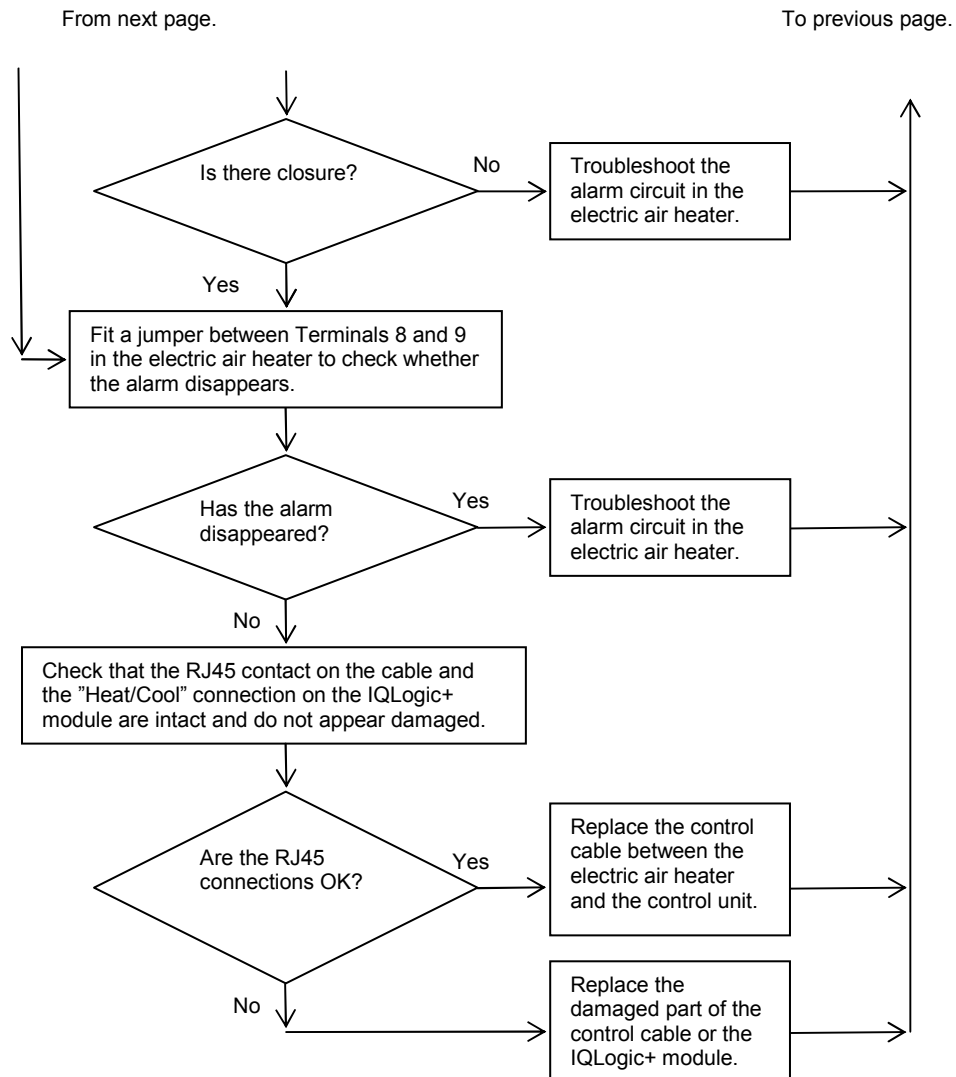 From next page.
To previous page.
Is there closure?
No
Troubleshoot the
alarm circuit in the
electric air heater.
Yes
Fit a jumper between Terminals 8 and 9
in the electric air heater to check whether
the alarm disappears.
Has the alarm
disappeared?
Yes
Troubleshoot the
alarm circuit in the
electric air heater.
No
Check that the RJ45 contact on the cable and
the ”Heat/Cool” connection on the IQLogic+
module are intact and do not appear damaged.
Are the RJ45
connections OK?
Yes
Replace the control
cable between the
electric air heater
and the control unit.
No
Replace the
damaged part of the
control cable or the
IQLogic+ module.